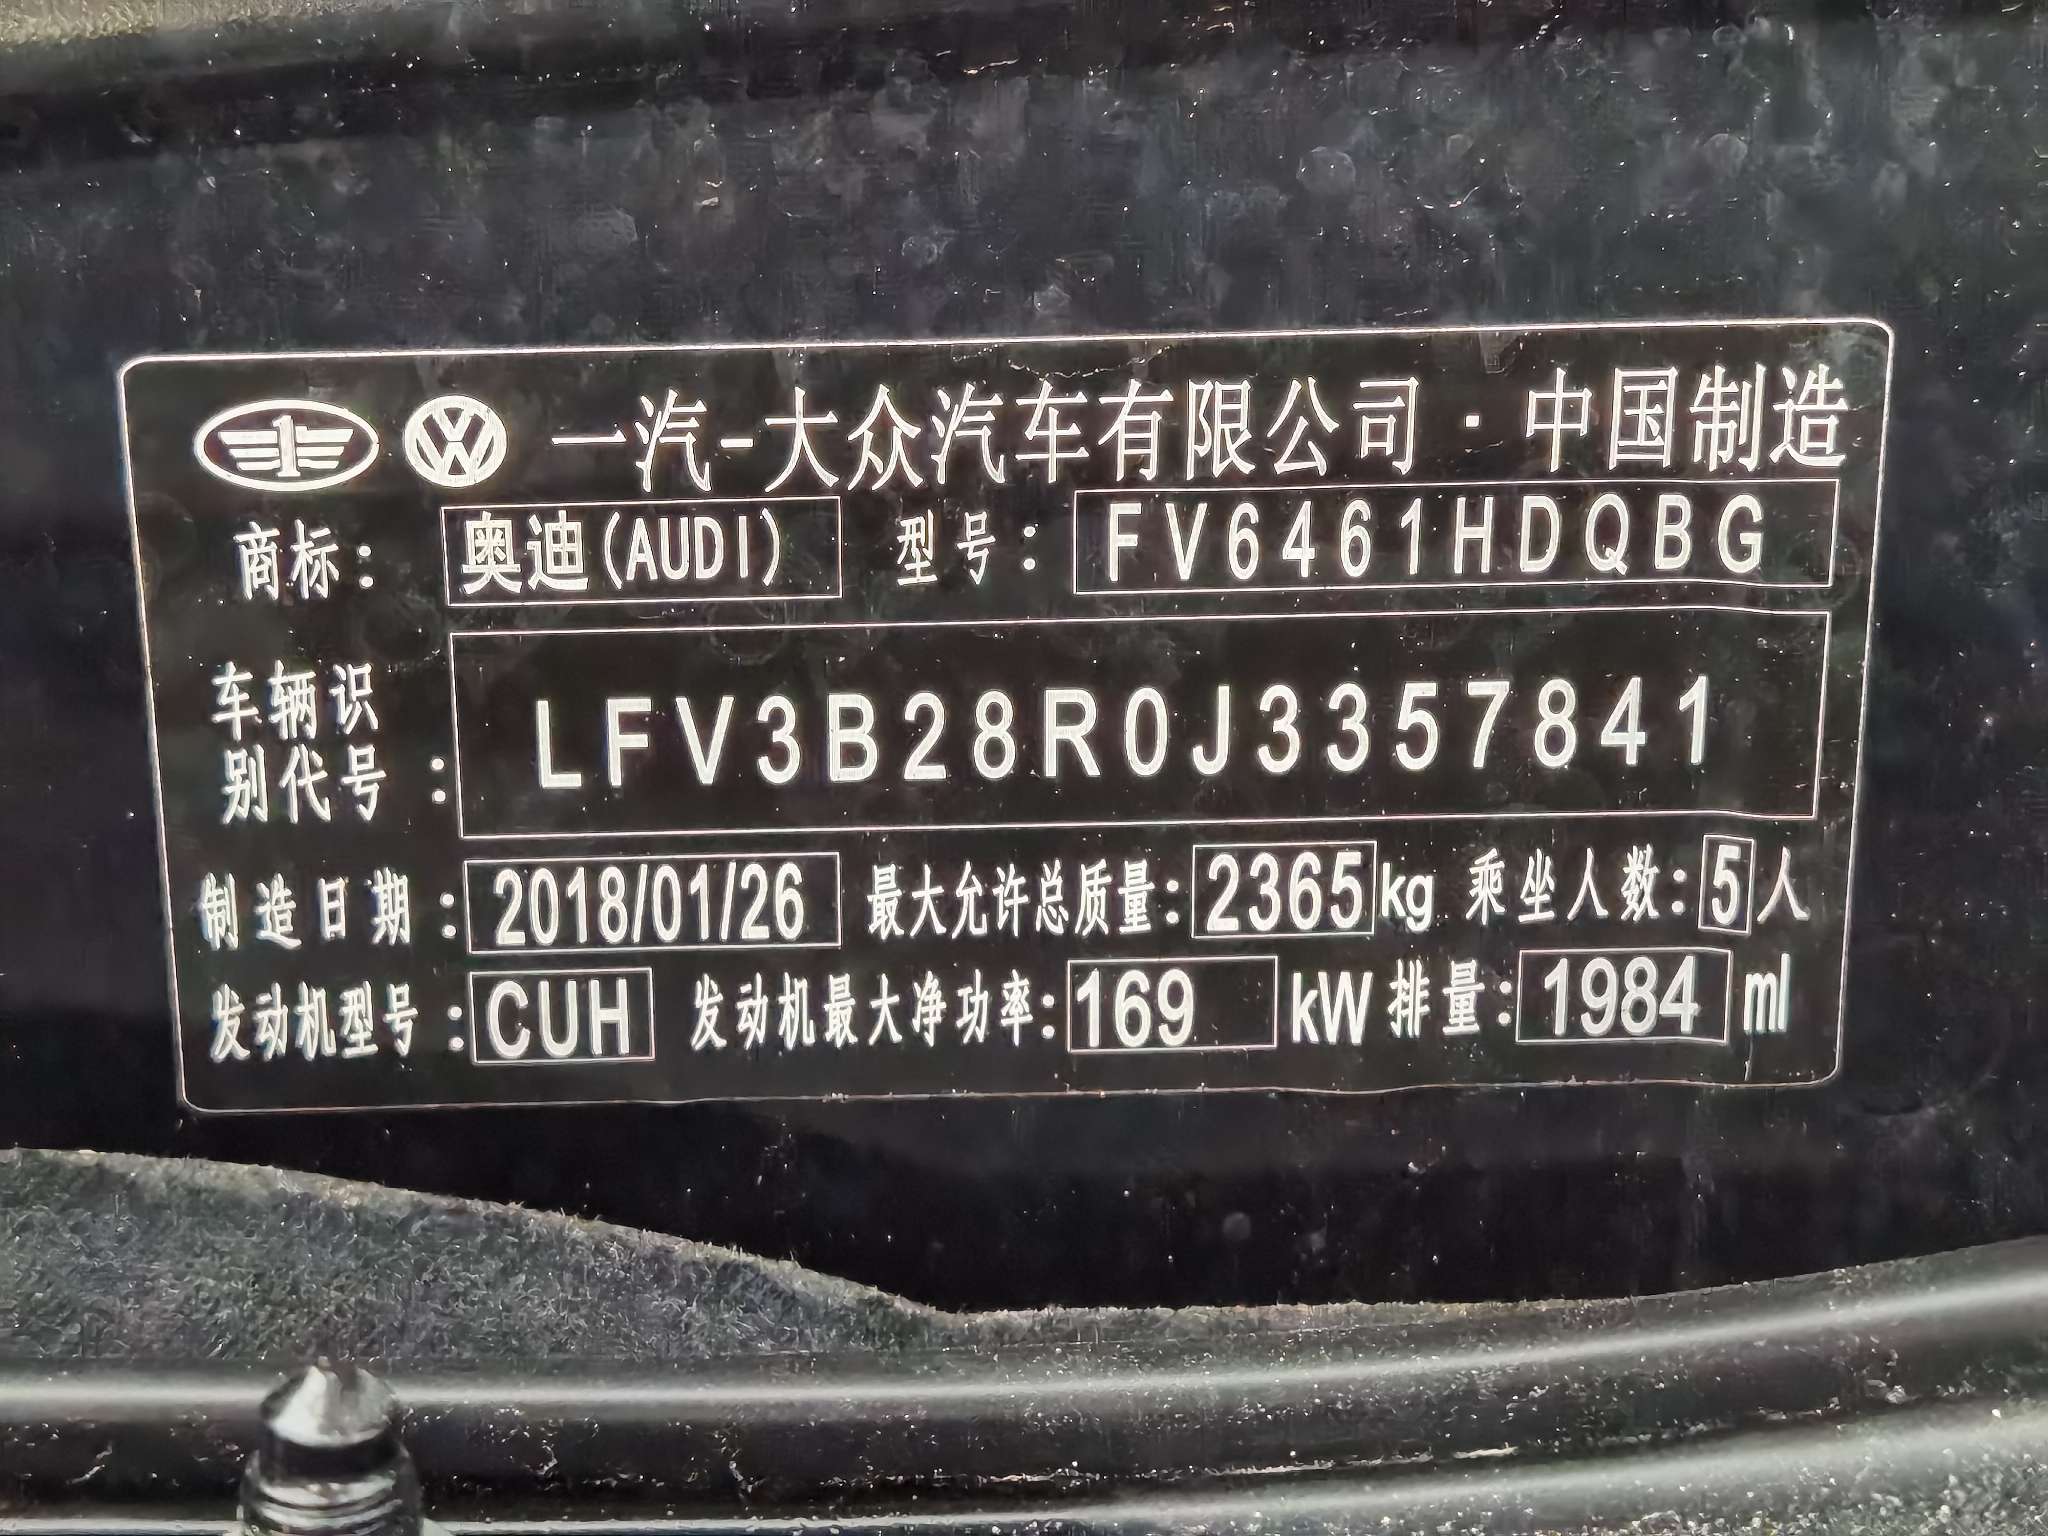 一汽-大众汽车有限公司·中国制造
商标：奥迪(AUDI) 型号：FV6461HDQBG
车辆识
别代号：LFV3B28R0J3357841
制造日期：2018/01/26 最大允许总质量：2365kg 乘坐人数：5人
发动机型号：CUH 发动机最大净功率：169 kW 排量：1984 ml